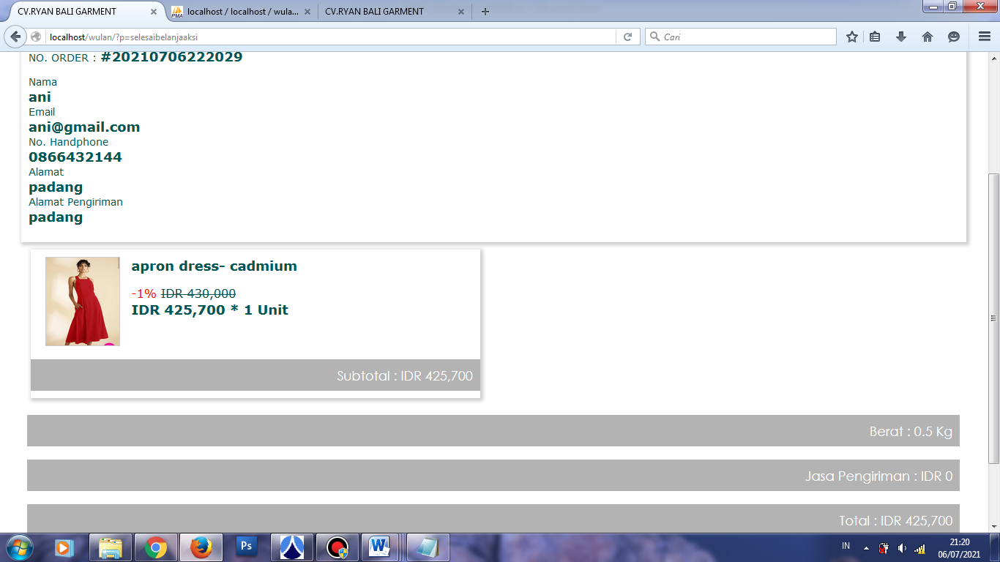 CV.RYAN BALI GARMENT
localhost / localhost / wula...
CV.RYAN BALI GARMENT
localhost/wulan/?p=selesaibelanjaaksi
Cari
NO. ORDER : #20210706222029
Nama
ani
Email
ani@gmail.com
No. Handphone
0866432144
Alamat
padang
Alamat Pengiriman
padang
apron dress- cadmium
-1% IDR 430,000
IDR 425,700 * 1 Unit
Subtotal : IDR 425,700
Berat : 0.5 Kg
Jasa Pengiriman : IDR 0
Total : IDR 425,700
Ps
IN
21:20
06/07/2021